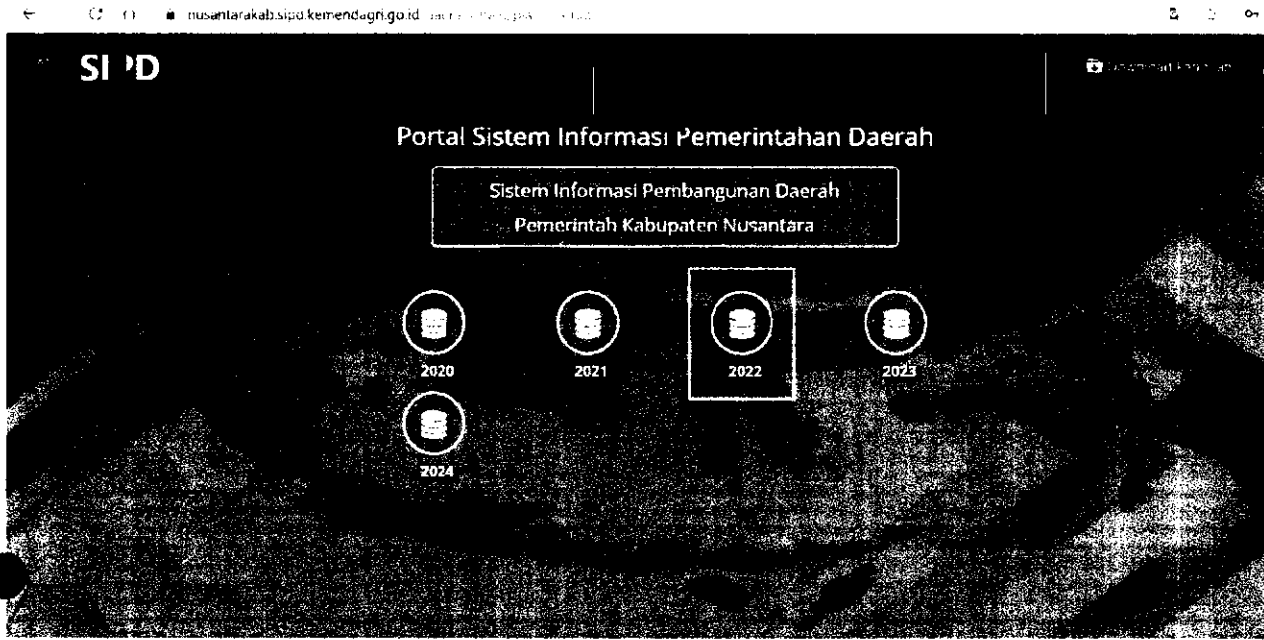 nusantarakab.sipd.kemendagri.go.id
SIPD
Portal Sistem Informasi Pemerintahan Daerah
Sistem Informasi Pembangunan Daerah
Pemerintah Kabupaten Nusantara
2020
2021
2022
2023
2024